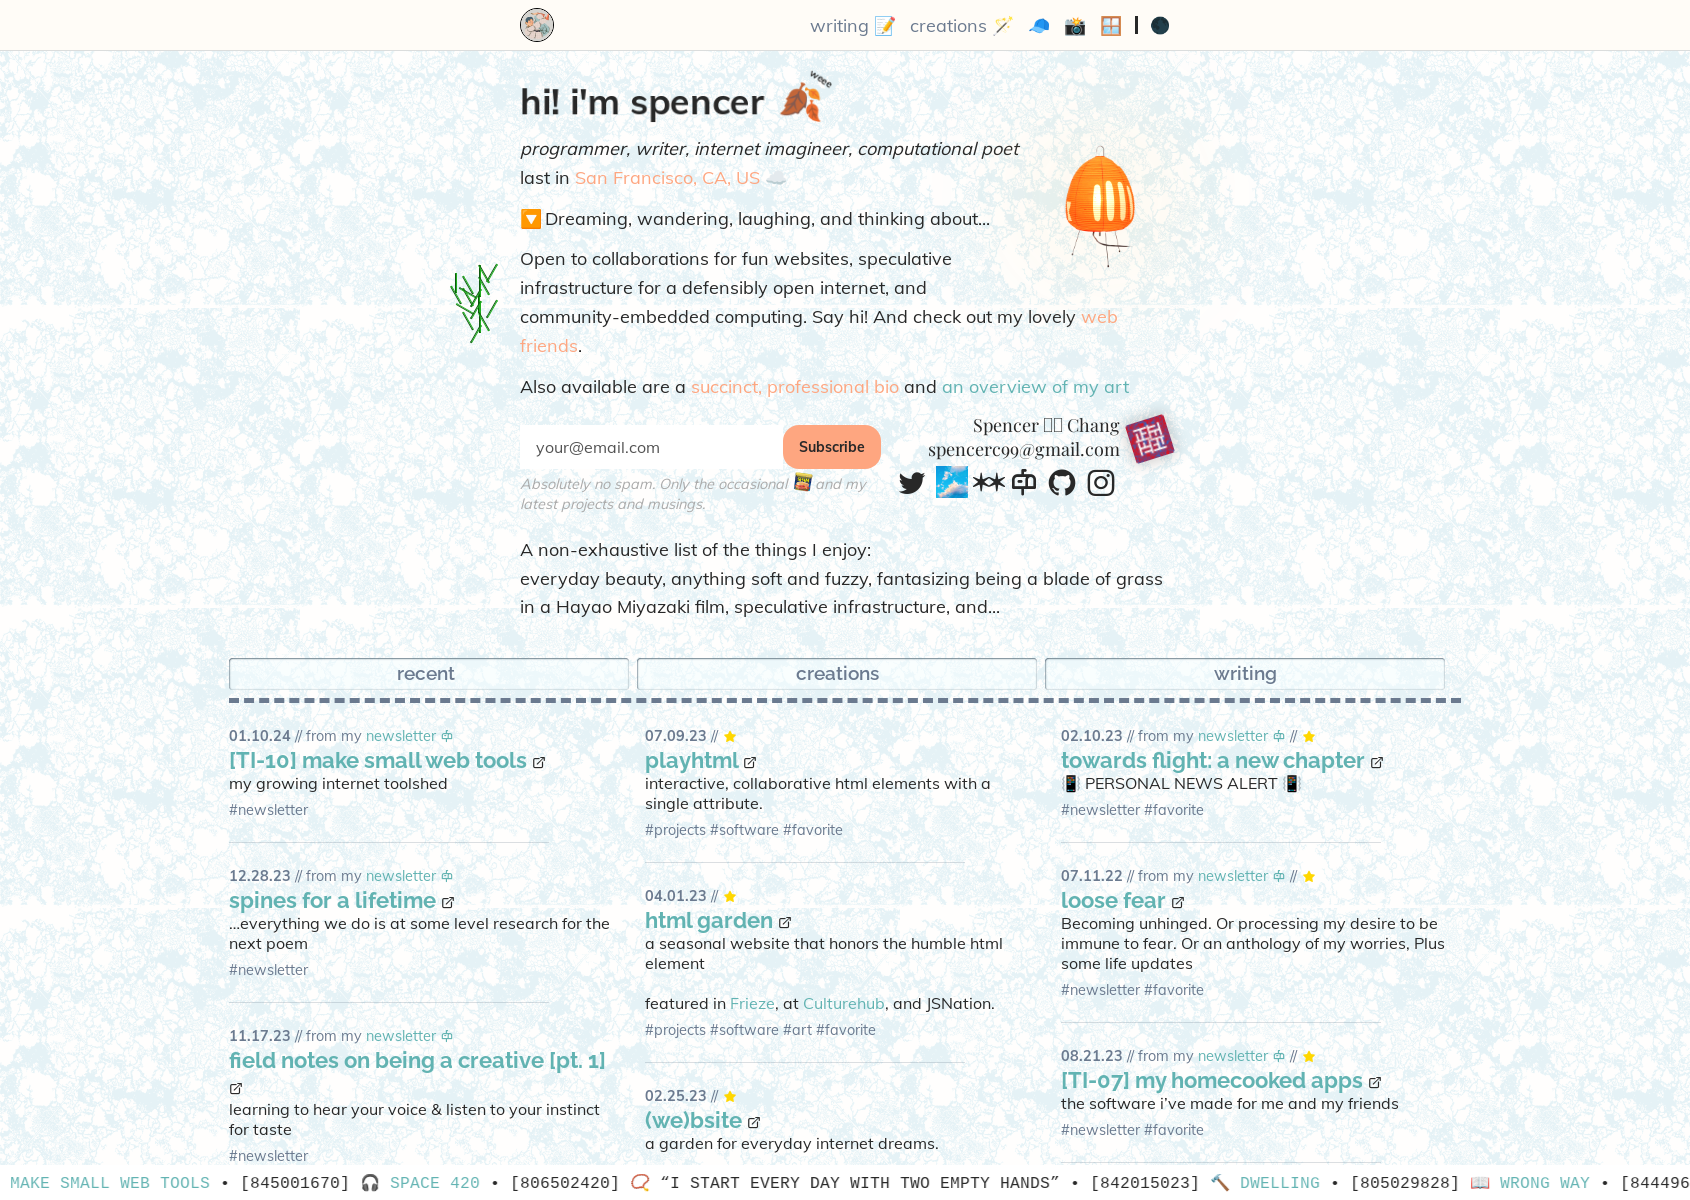 writing 📝 creations 🪄 🧢 📸 🪟 🌑
hi! i'm spencer
weee
programmer, writer, internet imagineer, computational poet
last in San Francisco, CA, US ☁️
🔽 Dreaming, wandering, laughing, and thinking about...
Open to collaborations for fun websites, speculative
infrastructure for a defensibly open internet, and
community-embedded computing. Say hi! And check out my lovely web
friends.
Also available are a succinct, professional bio and an overview of my art
Spencer Chang
spencerc99@gmail.com
your@email.com
Subscribe
Absolutely no spam. Only the occasional and my
latest projects and musings.
A non-exhaustive list of the things I enjoy:
everyday beauty, anything soft and fuzzy, fantasizing being a blade of grass
in a Hayao Miyazaki film, speculative infrastructure, and...
recent
creations
writing
01.10.24 // from my newsletter
[TI-10] make small web tools
my growing internet toolshed
#newsletter
12.28.23 // from my newsletter
spines for a lifetime
...everything we do is at some level research for the
next poem
#newsletter
11.17.23 // from my newsletter
field notes on being a creative [pt. 1]
learning to hear your voice & listen to your instinct
for taste
#newsletter
07.09.23 // ⭐
playhtml
interactive, collaborative html elements with a
single attribute.
#projects #software #favorite
04.01.23 // ⭐
html garden
a seasonal website that honors the humble html
element
featured in Frieze, at Culturehub, and JSNation.
#projects #software #art #favorite
02.25.23 // ⭐
(we)bsite
a garden for everyday internet dreams.
02.10.23 // from my newsletter // ⭐
towards flight: a new chapter
📳 PERSONAL NEWS ALERT 📳
#newsletter #favorite
07.11.22 // from my newsletter // ⭐
loose fear
Becoming unhinged. Or processing my desire to be
immune to fear. Or an anthology of my worries, Plus
some life updates
#newsletter #favorite
08.21.23 // from my newsletter // ⭐
[TI-07] my homecooked apps
the software i've made for me and my friends
#newsletter #favorite
MAKE SMALL WEB TOOLS • [845001670] 🎧 SPACE 420 • [806502420] 📿 “I START EVERY DAY WITH TWO EMPTY HANDS” • [842015023] 🔨 DWELLING • [805029828] 📖 WRONG WAY • [844496